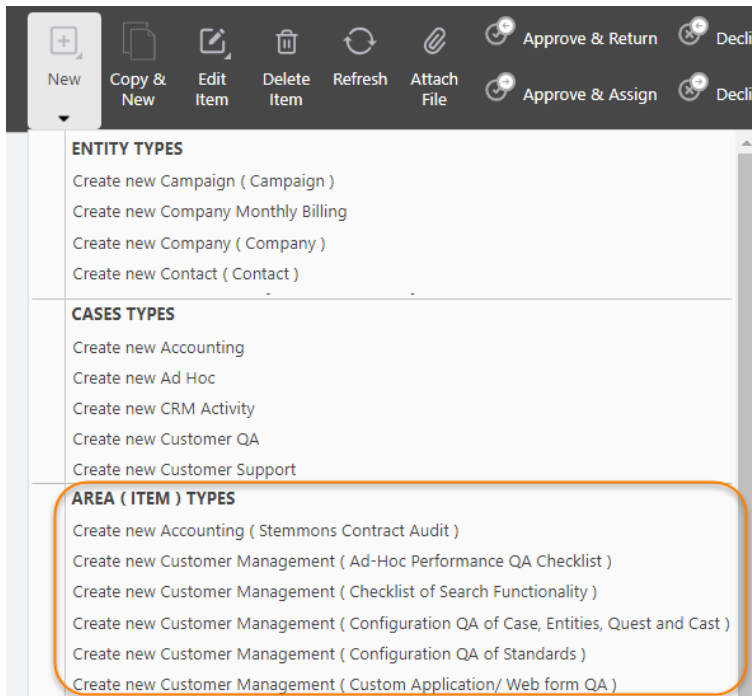 New
Copy &
New
Edit
Item
Delete
Item
Refresh
Attach
File
Approve & Return
Decli
Approve & Assign
Decli
ENTITY TYPES
Create new Campaign ( Campaign )
Create new Company Monthly Billing
Create new Company ( Company )
Create new Contact ( Contact )
CASES TYPES
Create new Accounting
Create new Ad Hoc
Create new CRM Activity
Create new Customer QA
Create new Customer Support
AREA ( ITEM ) TYPES
Create new Accounting ( Stemmons Contract Audit )
Create new Customer Management ( Ad-Hoc Performance QA Checklist )
Create new Customer Management ( Checklist of Search Functionality )
Create new Customer Management ( Configuration QA of Case, Entities, Quest and Cast )
Create new Customer Management ( Configuration QA of Standards )
Create new Customer Management ( Custom Application/ Web form QA )